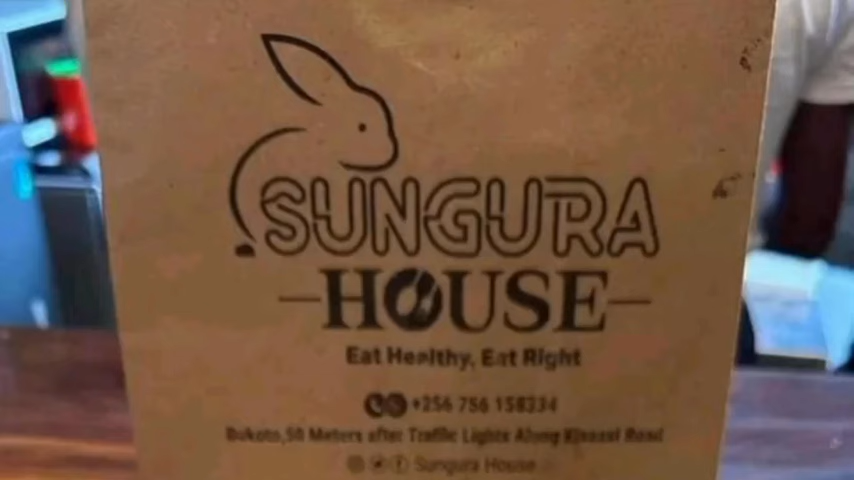 SUNGURA
HOUSE
Eat Healthy, Eat Right
+256 756 158334
Bukoto,50 Meters after Traffic Lights Along Kisaasi Road
Sungura House